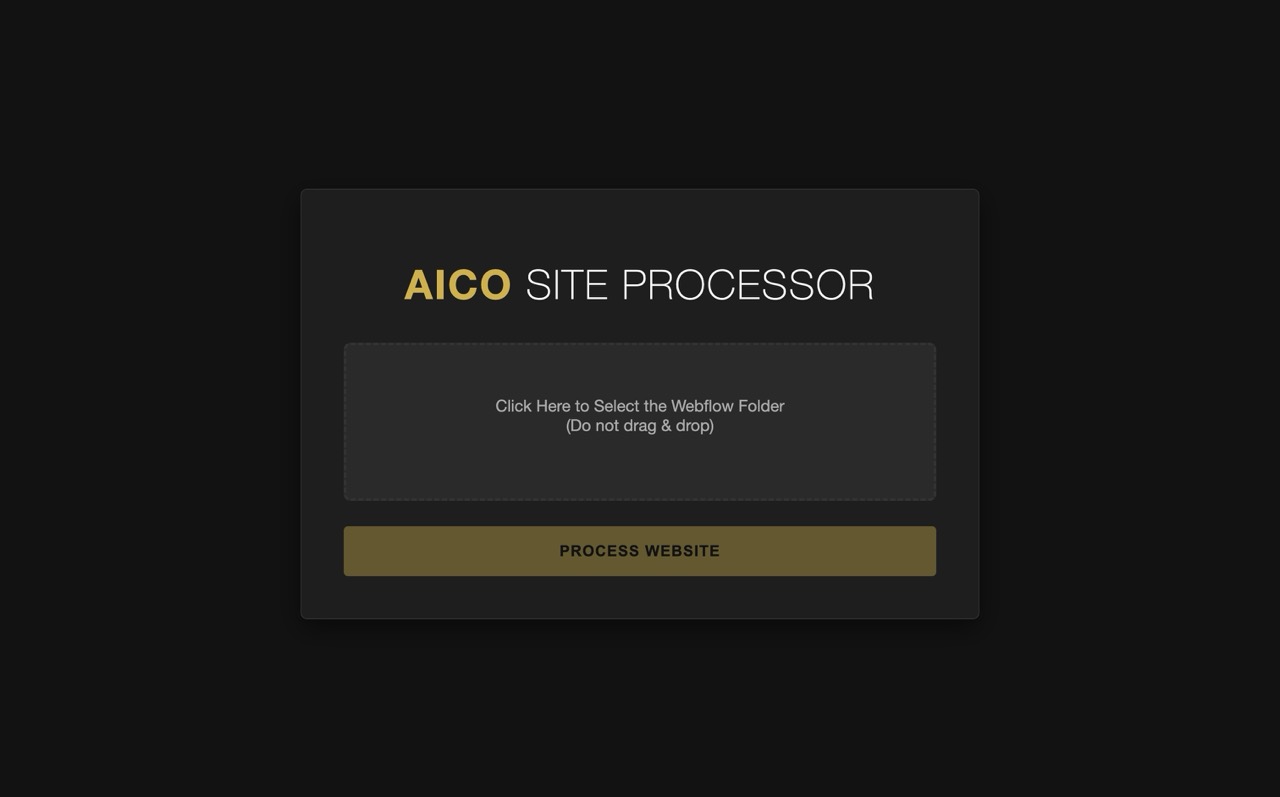 AICO SITE PROCESSOR
Click Here to Select the Webflow Folder
(Do not drag & drop)
PROCESS WEBSITE